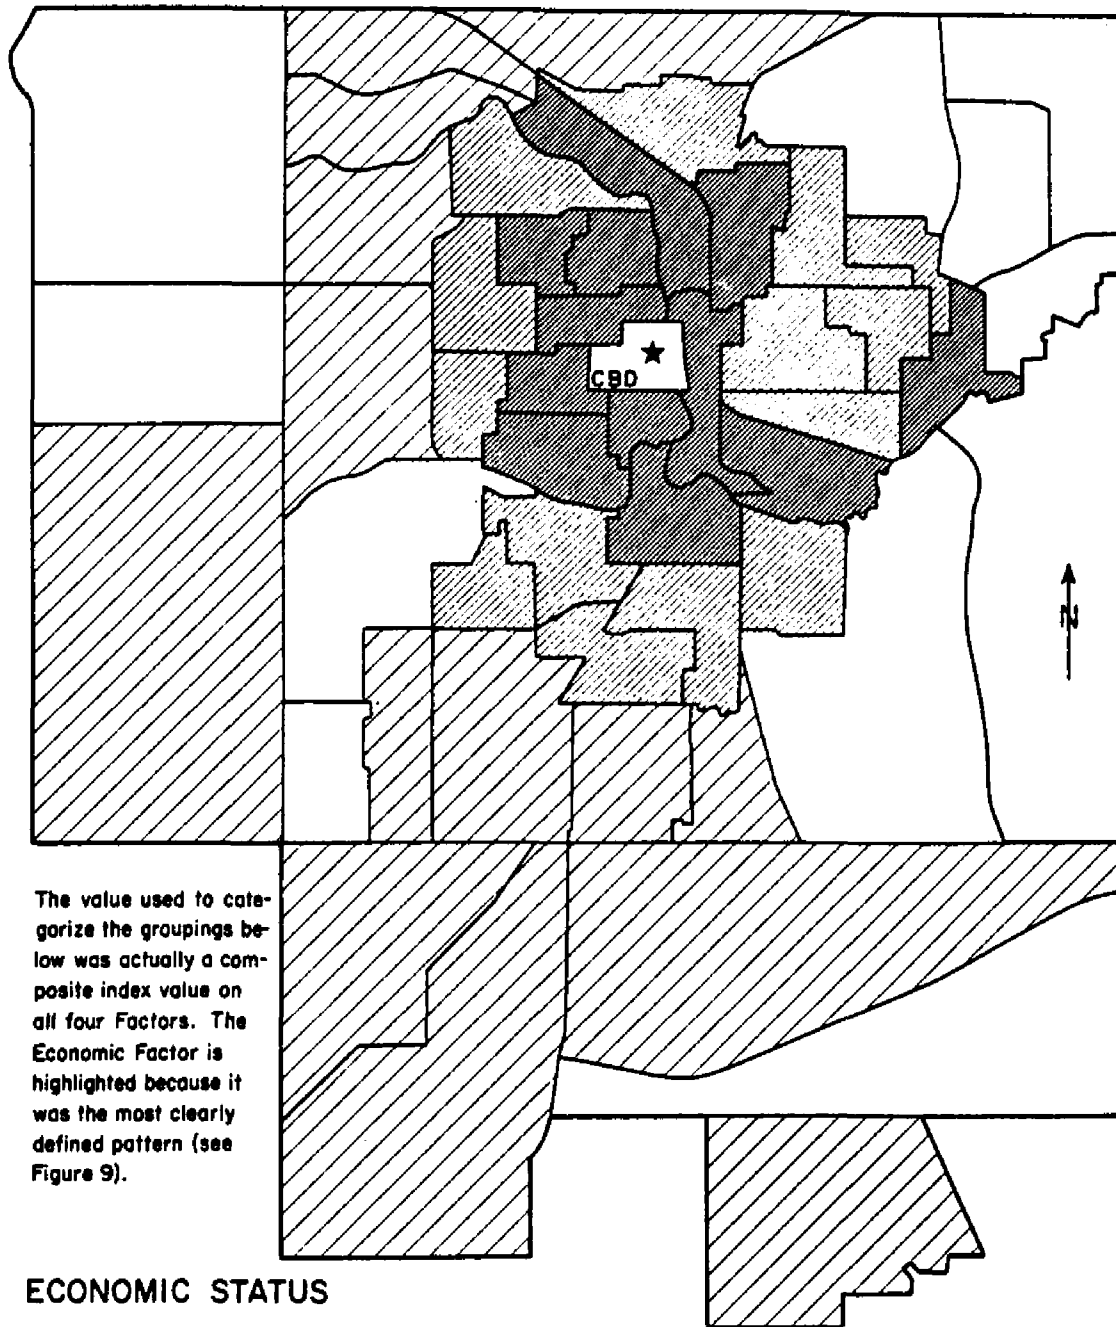 CBD
N
The value used to cate-
gorize the groupings be-
low was actually a com-
posite index value on
all four Factors. The
Economic Factor is
highlighted because it
was the most clearly
defined pattern (see
Figure 9).
ECONOMIC STATUS